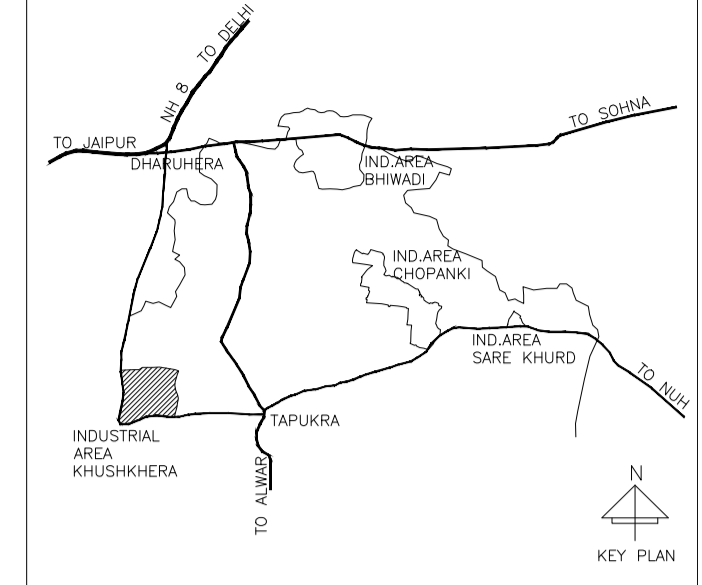 TO DELHI
NH 8
TO SOHNA
TO JAIPUR
DHARUHERA
IND.AREA
BHIWADI
IND.AREA
CHOPANKI
IND.AREA
SARE KHURD
TO NUH
TAPUKRA
INDUSTRIAL
AREA
KHUSHKHERA
TO ALWAR
N
KEY PLAN